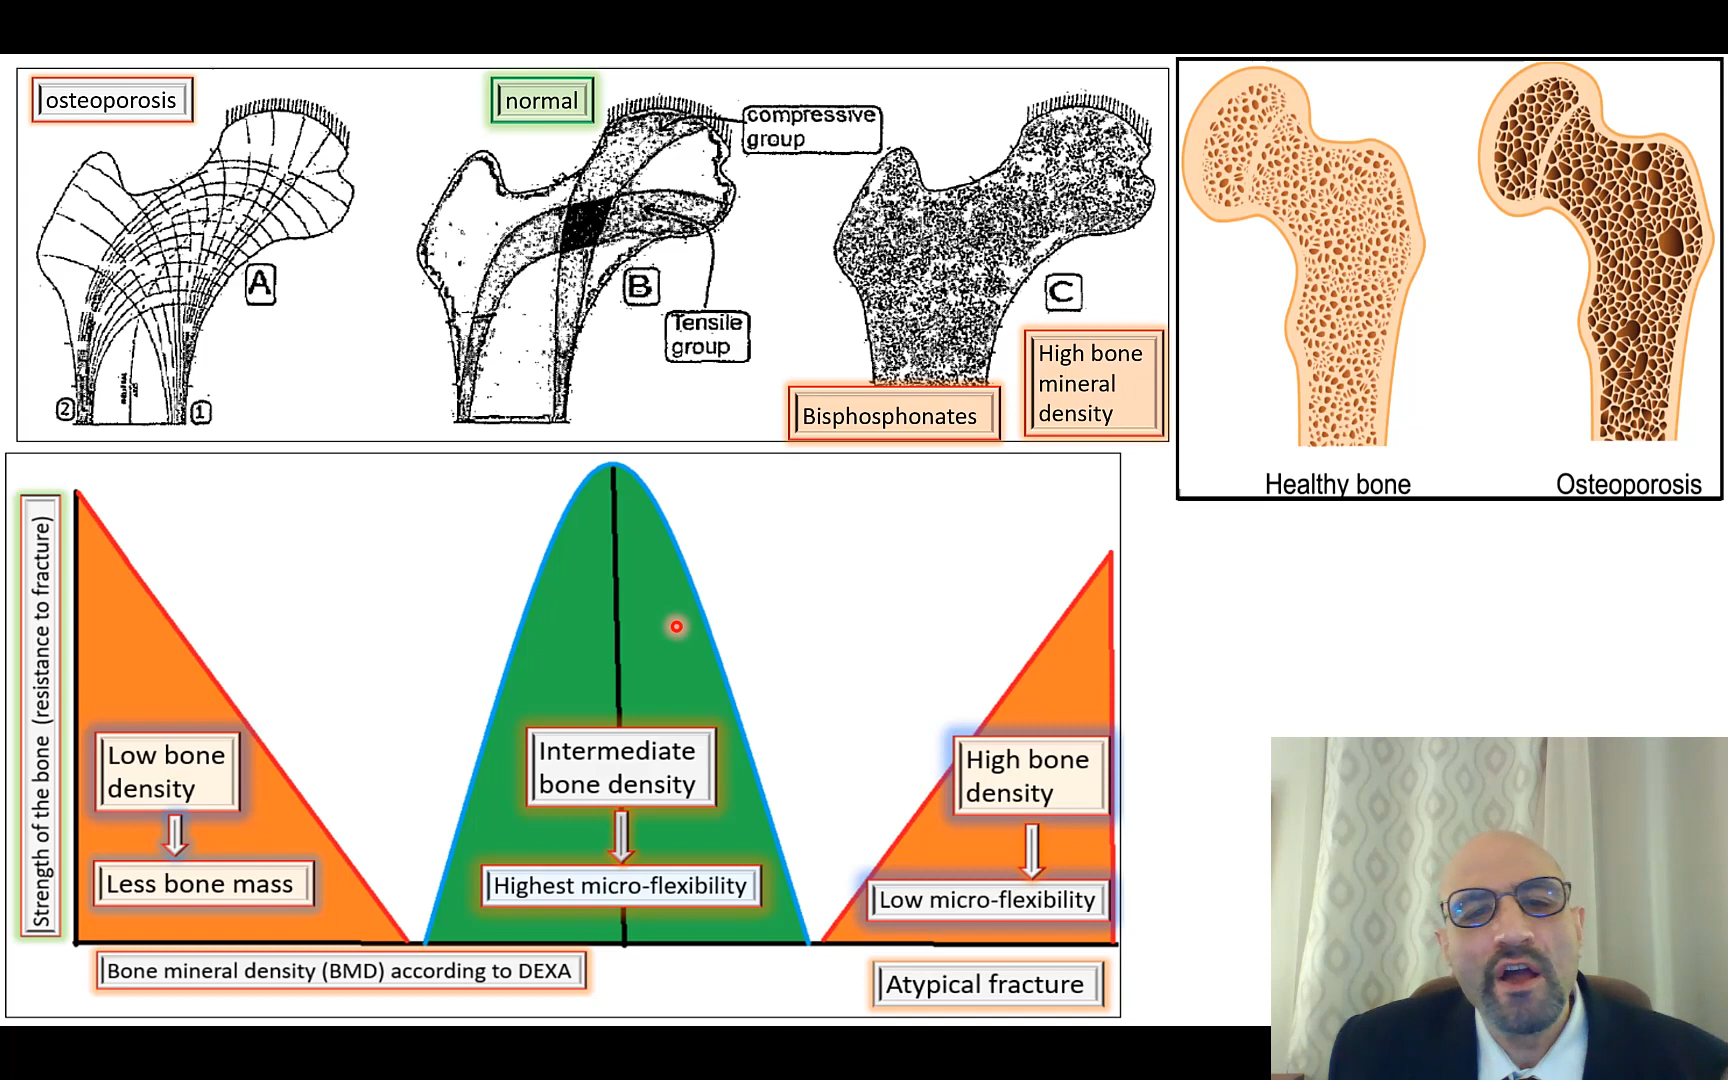 osteoporosis
normal
compressive
group
A
B
C
Tensile
group
2
1
High bone
mineral
density
Bisphosphonates
Healthy bone
Osteoporosis
Strength of the bone (resistance to fracture)
Low bone
density
Less bone mass
Intermediate
bone density
Highest micro-flexibility
High bone
density
Low micro-flexibility
Bone mineral density (BMD) according to DEXA
Atypical fracture